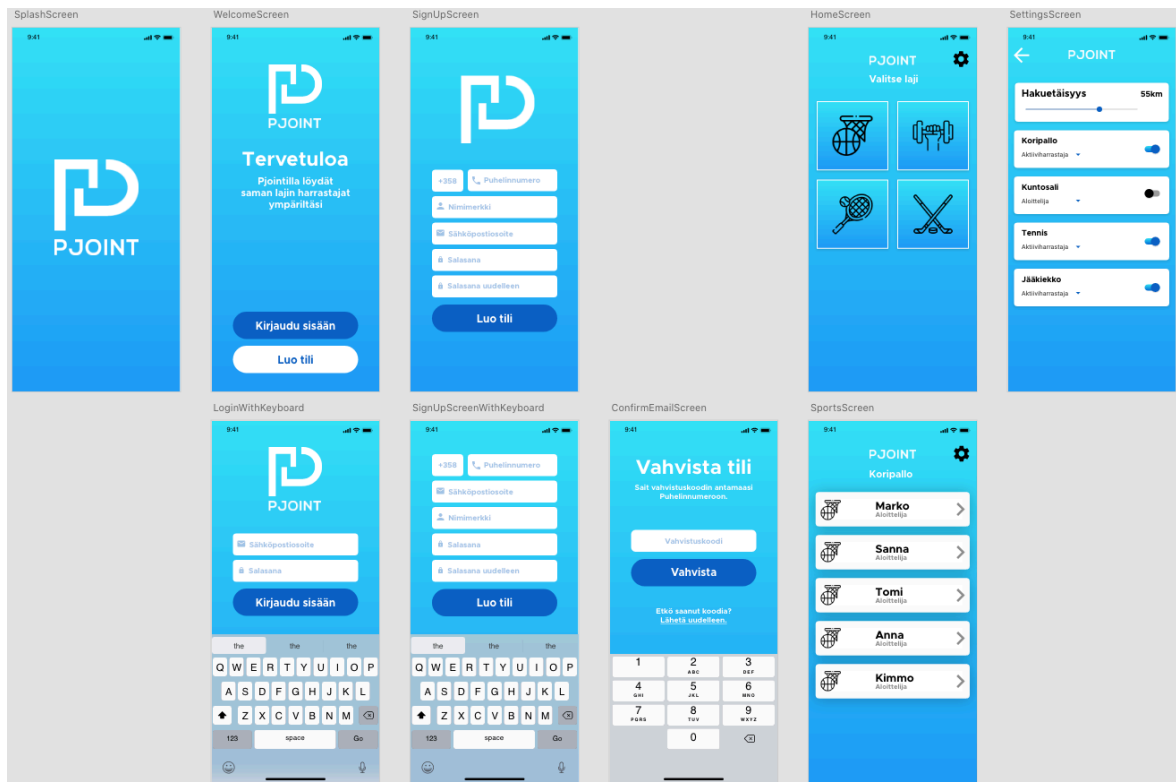 SplashScreen
9:41
PJOINT
WelcomeScreen
9:41
PJOINT
Tervetuloa
Pjointilla löydät
saman lajin harrastajat
ympäriltäsi
Kirjaudu sisään
Luo tili
SignUpScreen
9:41
+358
Puhelinnumero
Nimimerkki
Sähköpostiosoite
Salasana
Salasana uudelleen
Luo tili
HomeScreen
9:41
PJOINT
Valitse laji
SettingsScreen
9:41
PJOINT
Hakuetäisyys 55km
Koripallo
Aktiiviharrastaja
Kuntosali
Aloittelija
Tennis
Aktiiviharrastaja
Jääkiekko
Aktiiviharrastaja
LoginWithKeyboard
PJOINT
Sähköpostiosoite
Salasana
Kirjaudu sisään
the the the
Q W E R T Y U I O P
A S D F G H J K L
Z X C V B N M
123 space Go
SignUpScreenWithKeyboard
9:41
+358
Puhelinnumero
Sähköpostiosoite
Nimimerkki
Salasana
Salasana uudelleen
Luo tili
the the the
Q W E R T Y U I O P
A S D F G H J K L
Z X C V B N M
123 space Go
ConfirmEmailScreen
9:41
Vahvista tili
Sait vahvistuskoodin antamaasi
Puhelinnumeroon.
Vahvistuskoodi
Vahvista
Etkö saanut koodia?
Lähetä uudelleen.
1 2 3
ABC DEF
4 5 6
GHI JKL MNO
7 8 9
PQRS TUV WXYZ
0
SportsScreen
9:41
PJOINT
Koripallo
Marko
Aloittelija
Sanna
Aloittelija
Tomi
Aloittelija
Anna
Aloittelija
Kimmo
Aloittelija